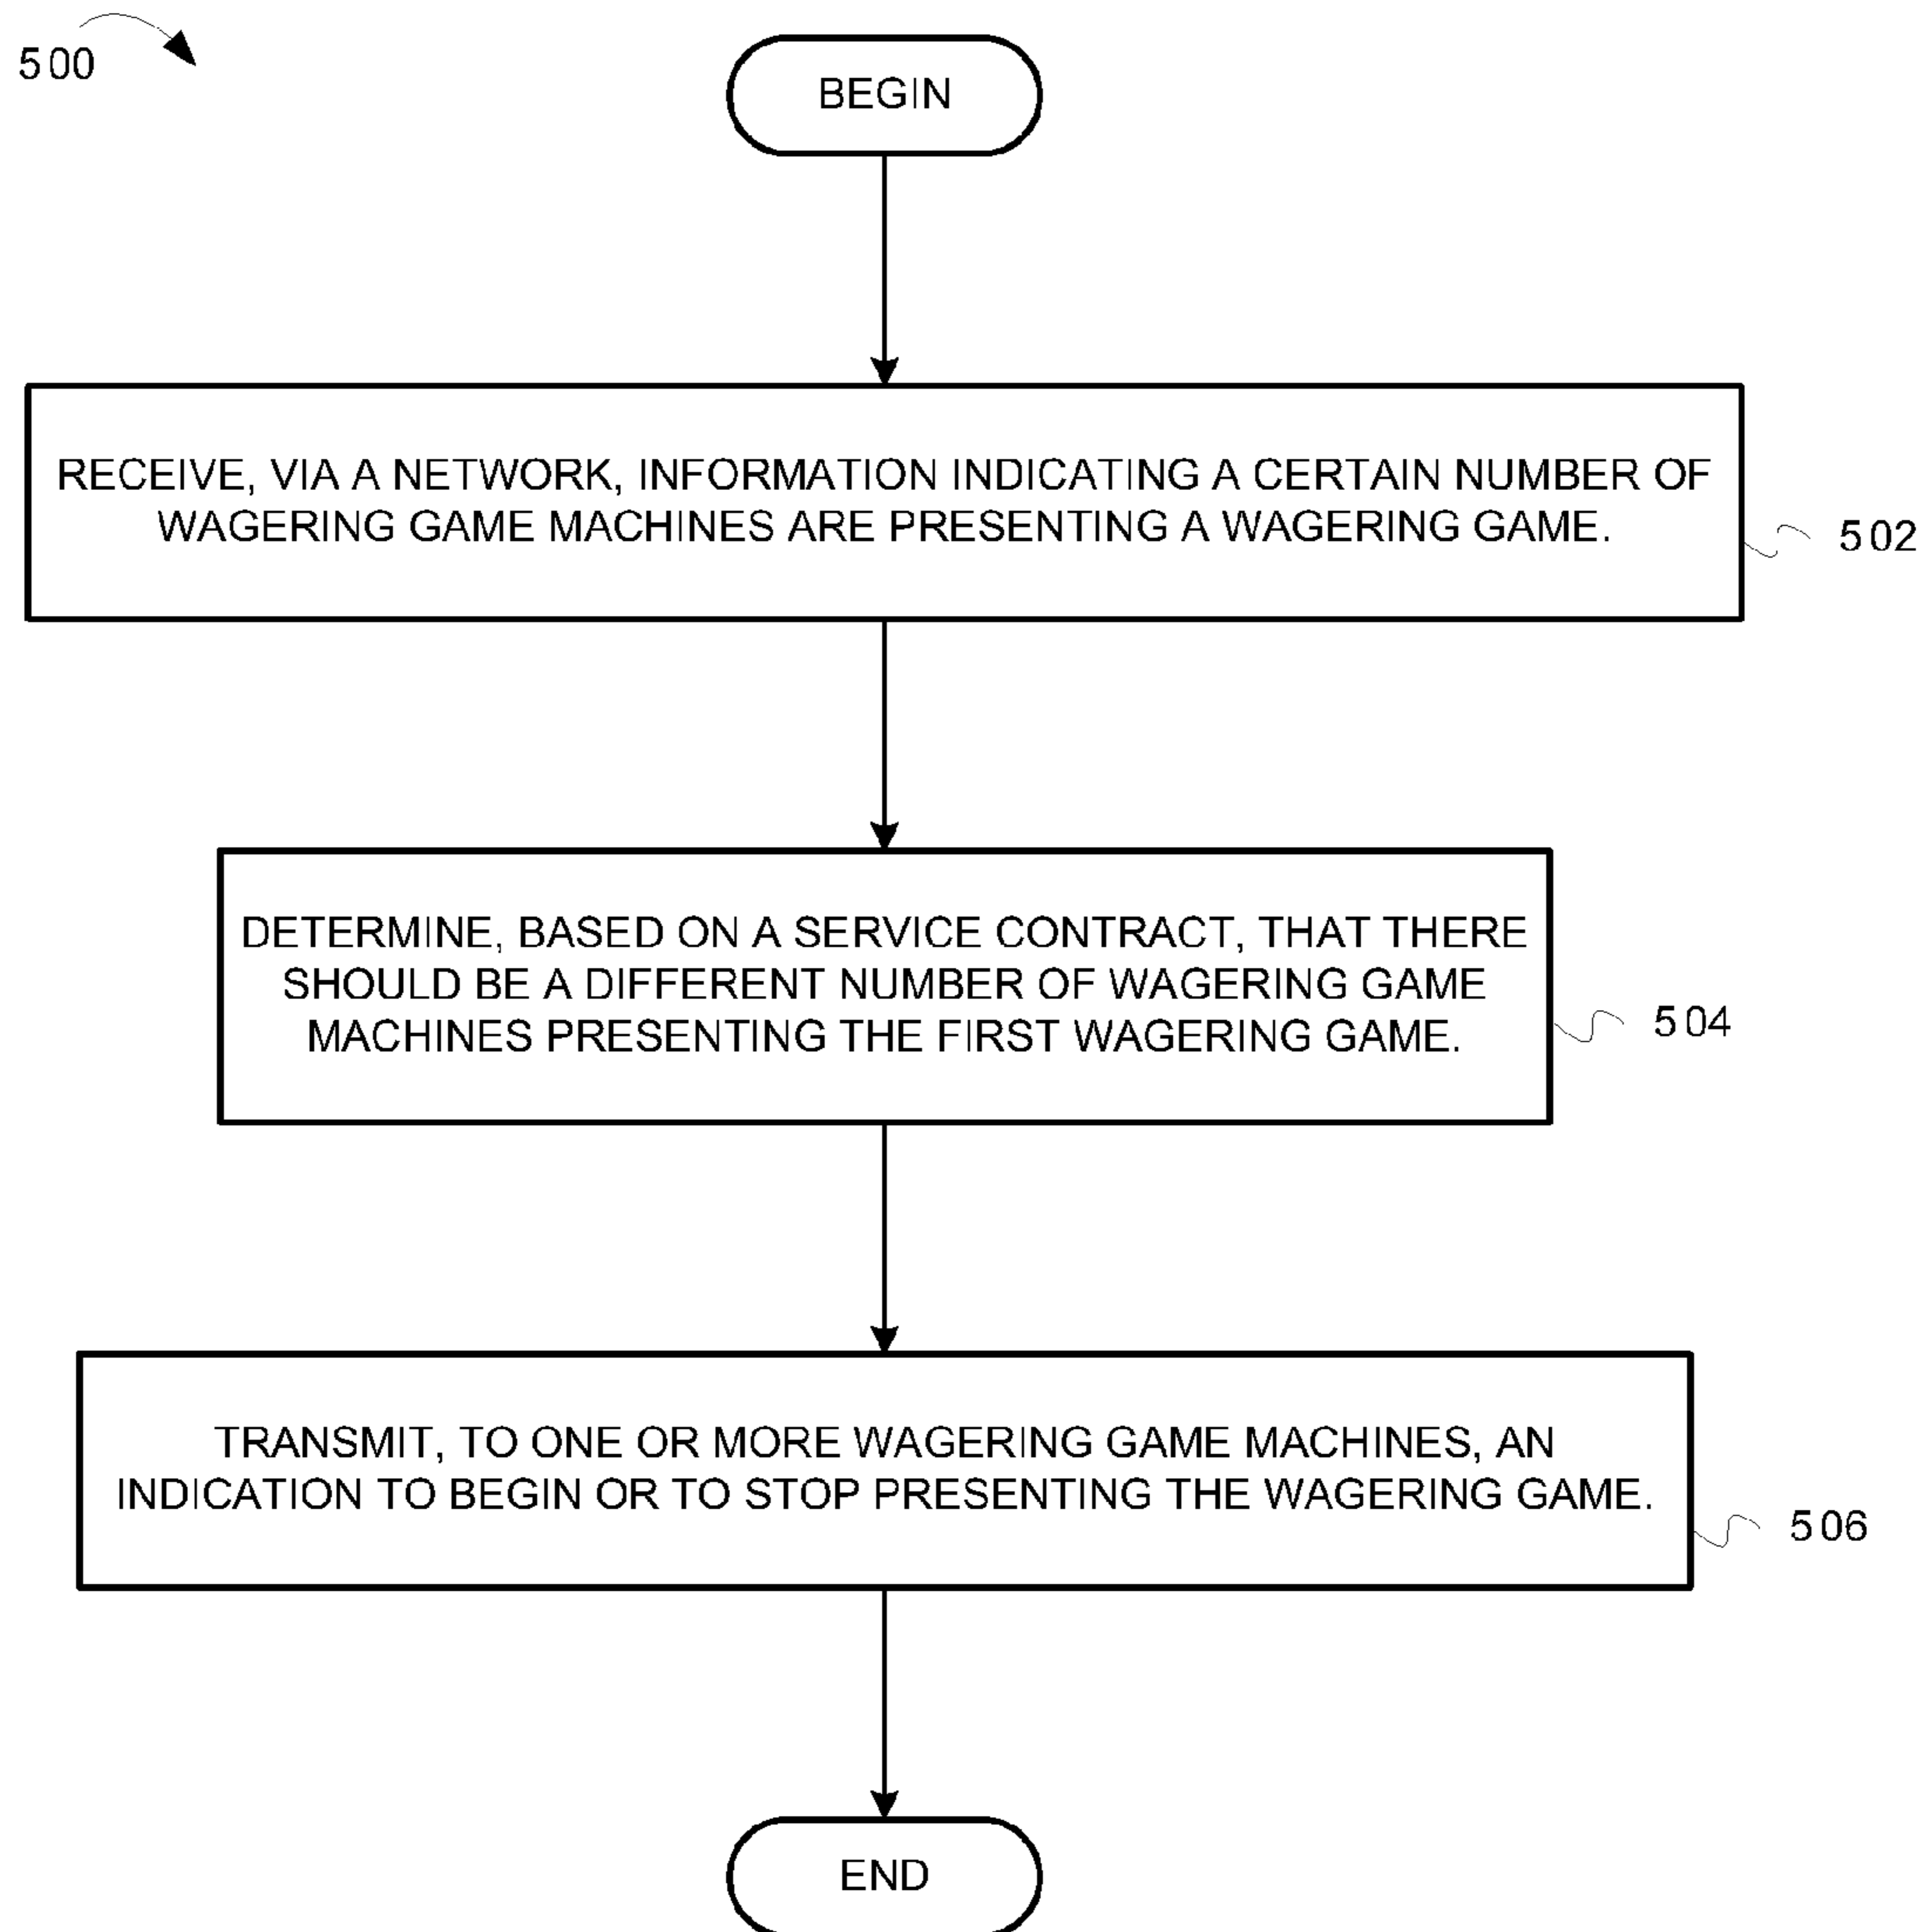 500
BEGIN
RECEIVE, VIA A NETWORK, INFORMATION INDICATING A CERTAIN NUMBER OF
WAGERING GAME MACHINES ARE PRESENTING A WAGERING GAME.
502
DETERMINE, BASED ON A SERVICE CONTRACT, THAT THERE
SHOULD BE A DIFFERENT NUMBER OF WAGERING GAME
MACHINES PRESENTING THE FIRST WAGERING GAME.
504
TRANSMIT, TO ONE OR MORE WAGERING GAME MACHINES, AN
INDICATION TO BEGIN OR TO STOP PRESENTING THE WAGERING GAME.
506
END